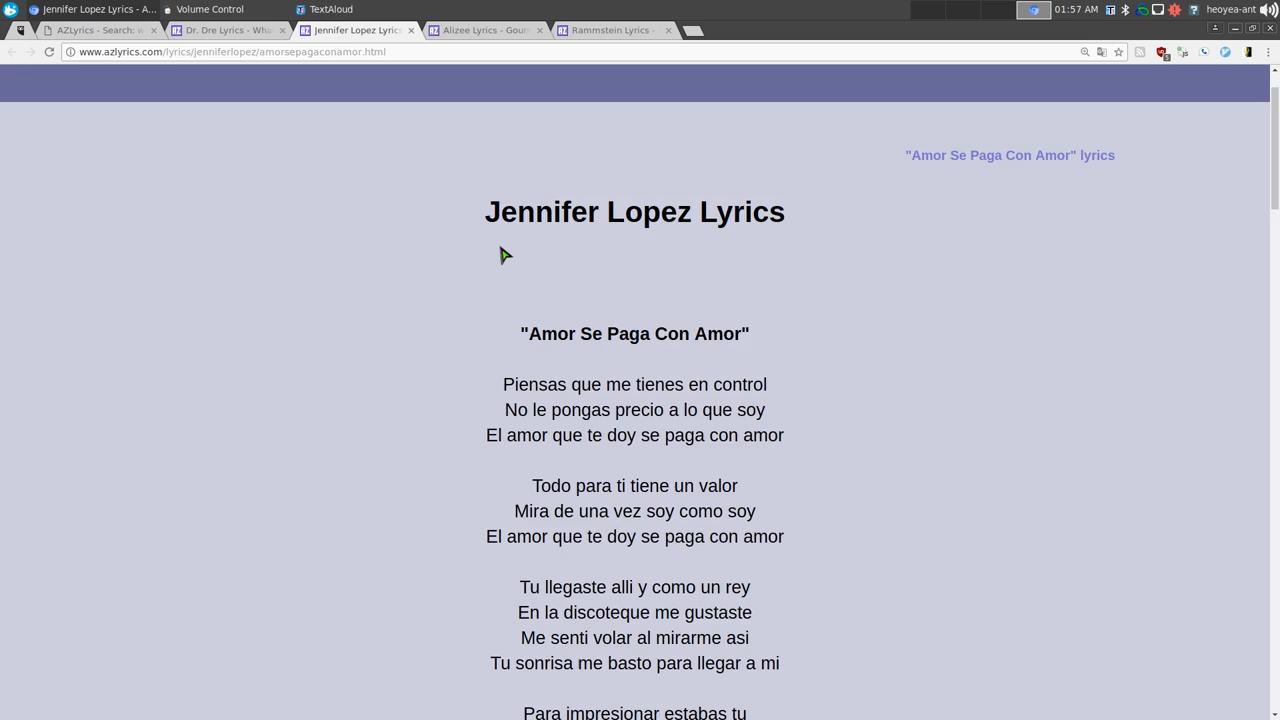 Jennifer Lopez Lyrics - A...
Volume Control
TextAloud
01:57 AM
heoyea-ant
AZLyrics - Search: w
Dr. Dre Lyrics - Wha
Jennifer Lopez Lyrics
Alizee Lyrics - Gour
Rammstein Lyrics -
www.azlyrics.com/lyrics/jenniferlopez/amorsepagaconamor.html
"Amor Se Paga Con Amor" lyrics
Jennifer Lopez Lyrics
"Amor Se Paga Con Amor"
Piensas que me tienes en control
No le pongas precio a lo que soy
El amor que te doy se paga con amor
Todo para ti tiene un valor
Mira de una vez soy como soy
El amor que te doy se paga con amor
Tu llegaste alli y como un rey
En la discoteque me gustaste
Me senti volar al mirarme asi
Tu sonrisa me basto para llegar a mi
Para impresionar estabas tu